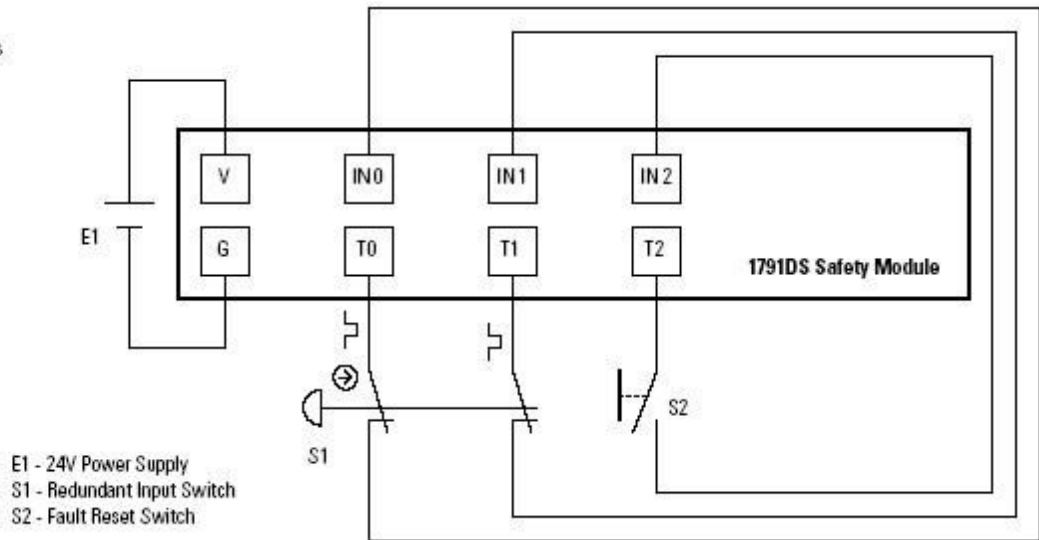 V
IN0
IN1
IN2
E1
G
T0
T1
T2
1791DS Safety Module
S1
S2
E1 - 24V Power Supply
S1 - Redundant Input Switch
S2 - Fault Reset Switch